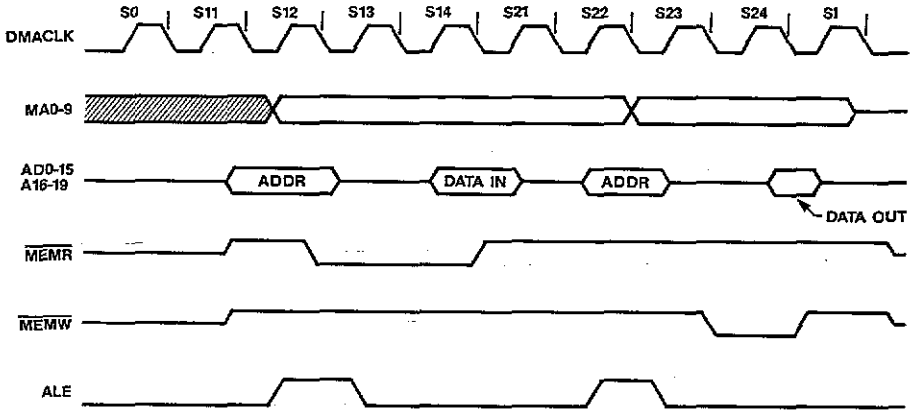 S0 S11 S12 S13 S14 S21 S22 S23 S24 SI
DMACLK
MA0-9
AD0-15
A16-19
ADDR DATA IN ADDR
DATA OUT
MEMR
MEMW
ALE